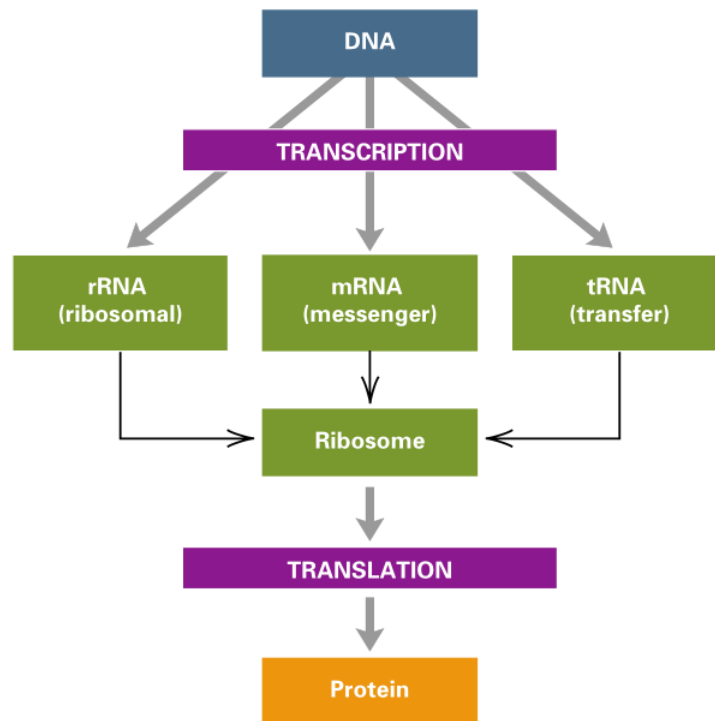 DNA
TRANSCRIPTION
rRNA
(ribosomal)
mRNA
(messenger)
tRNA
(transfer)
Ribosome
TRANSLATION
Protein